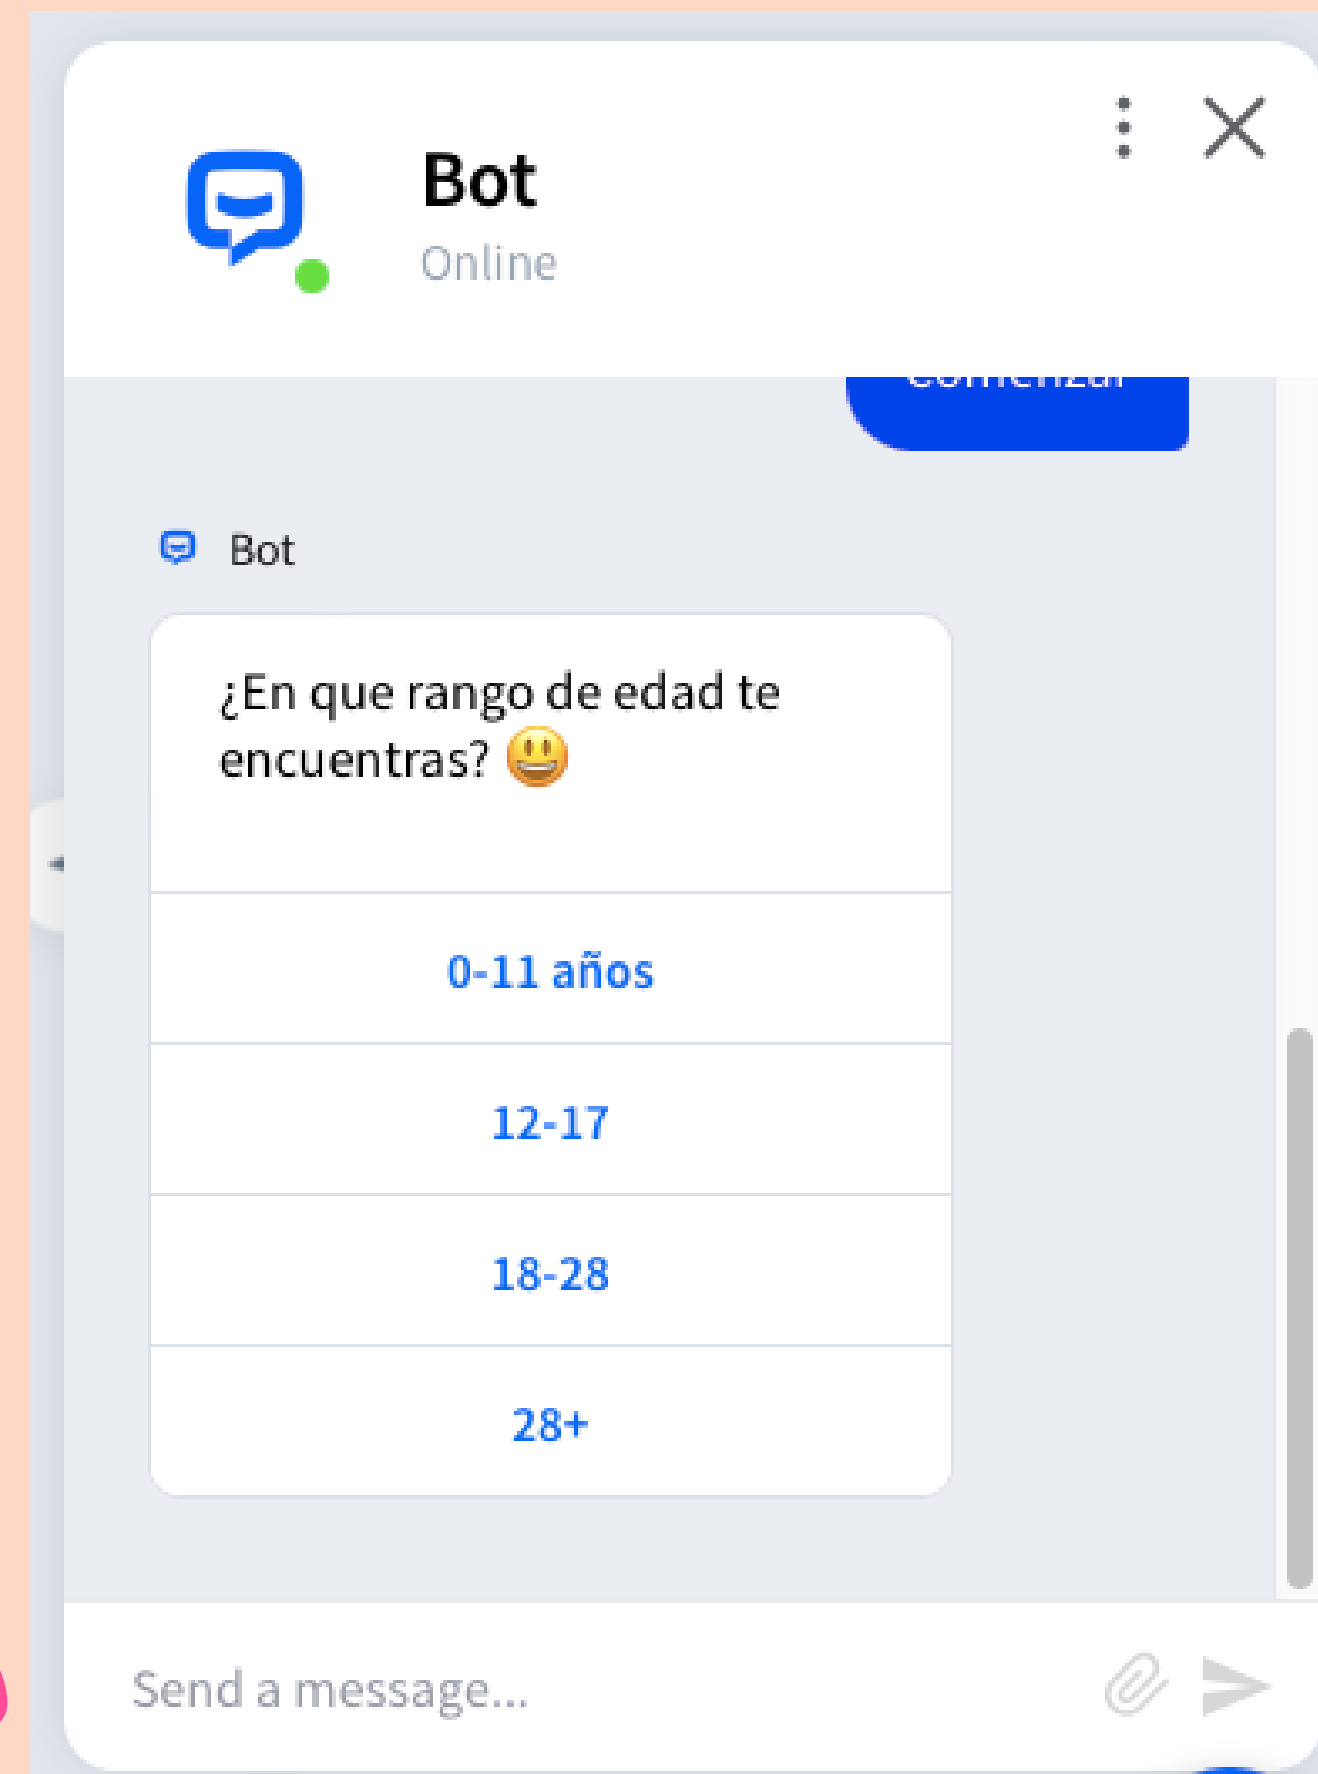 Bot
Online
Comenzar
Bot
¿En que rango de edad te
encuentras? 😃
0-11 años
12-17
18-28
28+
Send a message...